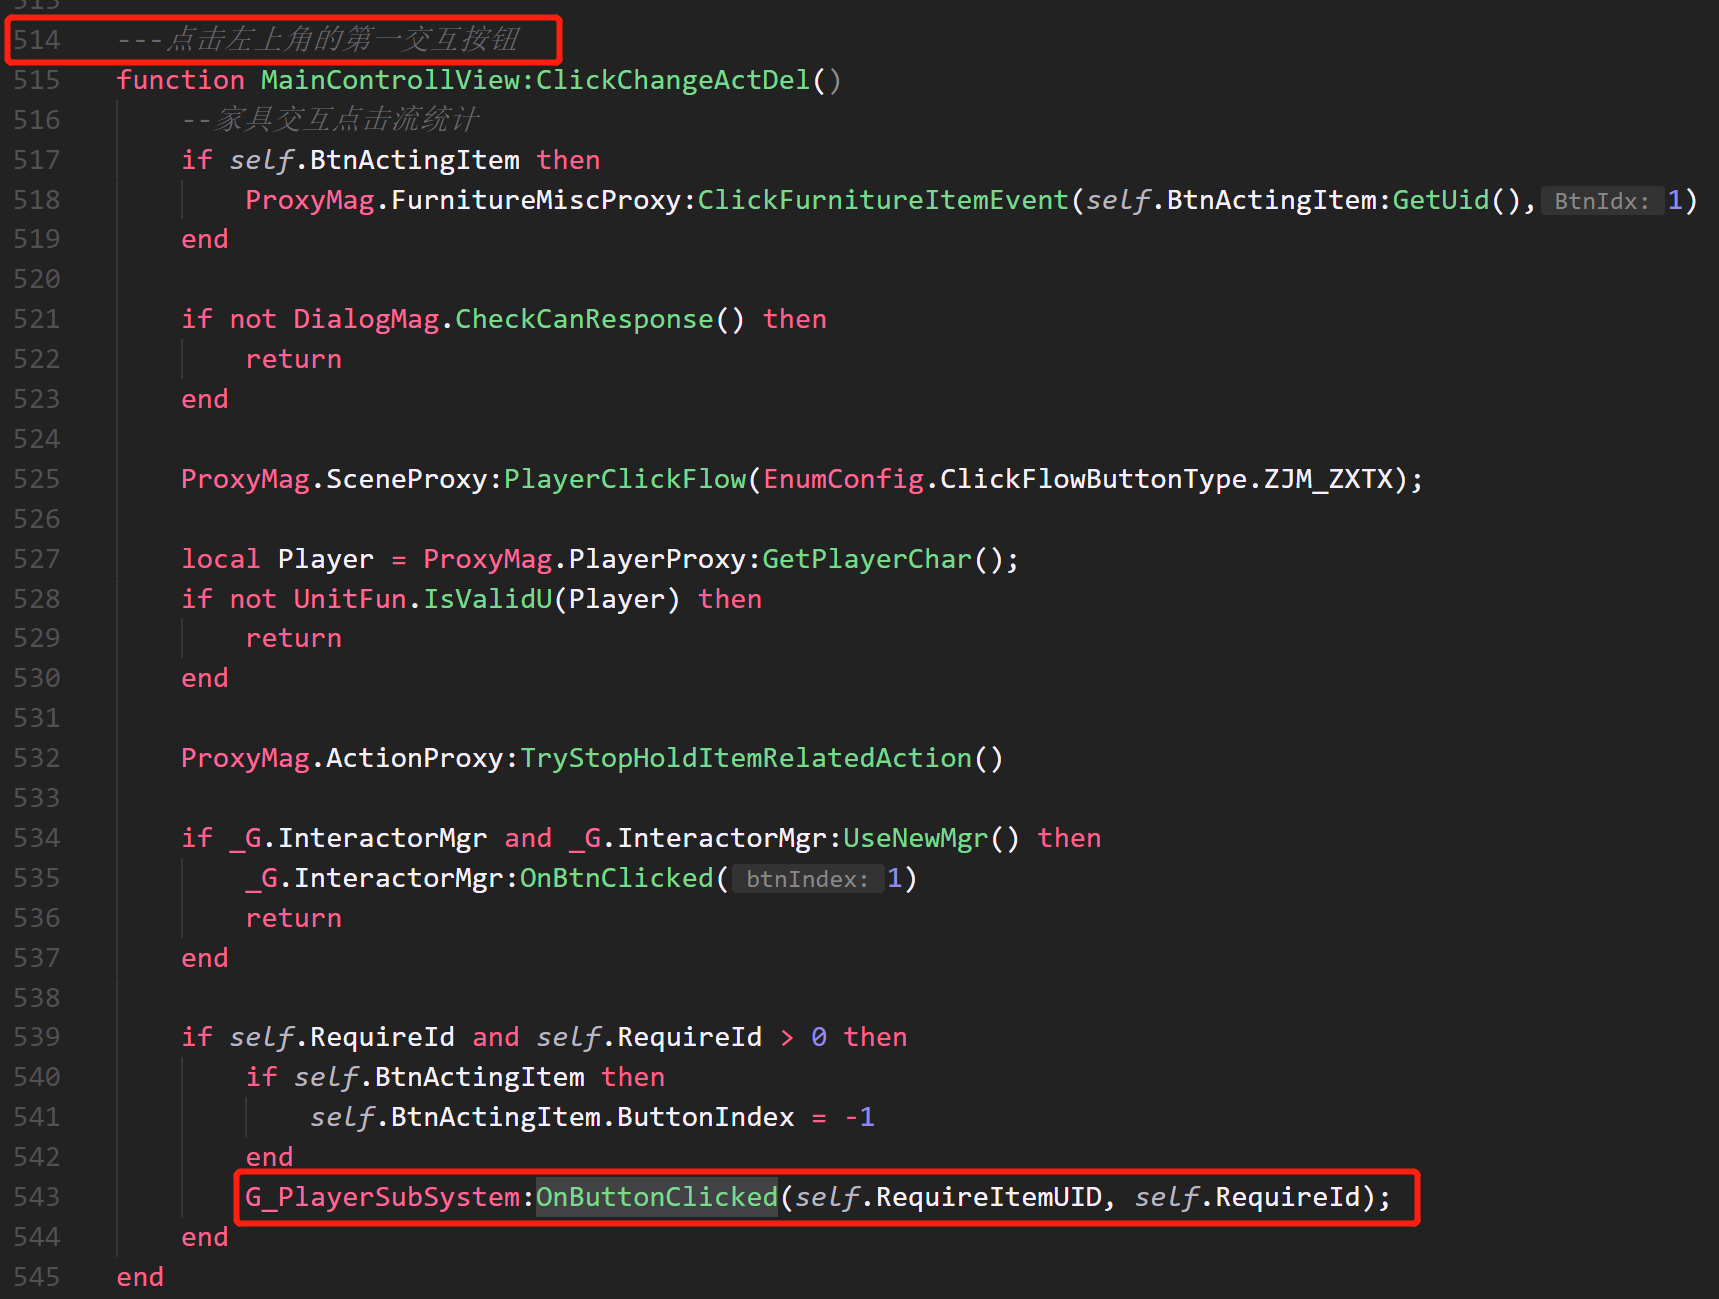 513
514 ---点击左上角的第一交互按钮
515 function MainControllView:ClickChangeActDel()
516 --家具交互点击流统计
517 if self.BtnActingItem then
518 ProxyMag.FurnitureMiscProxy:ClickFurnitureItemEvent(self.BtnActingItem:GetUid(), BtnIdx: 1)
519 end
520
521 if not DialogMag.CheckCanResponse() then
522 return
523 end
524
525 ProxyMag.SceneProxy:PlayerClickFlow(EnumConfig.ClickFlowButtonType.ZJM_ZXTX);
526
527 local Player = ProxyMag.PlayerProxy:GetPlayerChar();
528 if not UnitFun.IsValidU(Player) then
529 return
530 end
531
532 ProxyMag.ActionProxy:TryStopHoldItemRelatedAction()
533
534 if _G.InteractorMgr and _G.InteractorMgr:UseNewMgr() then
535 _G.InteractorMgr:OnBtnClicked( btnIndex: 1)
536 return
537 end
538
539 if self.RequireId and self.RequireId > 0 then
540 if self.BtnActingItem then
541 self.BtnActingItem.ButtonIndex = -1
542 end
543 G_PlayerSubSystem:OnButtonClicked(self.RequireItemUID, self.RequireId);
544 end
545 end